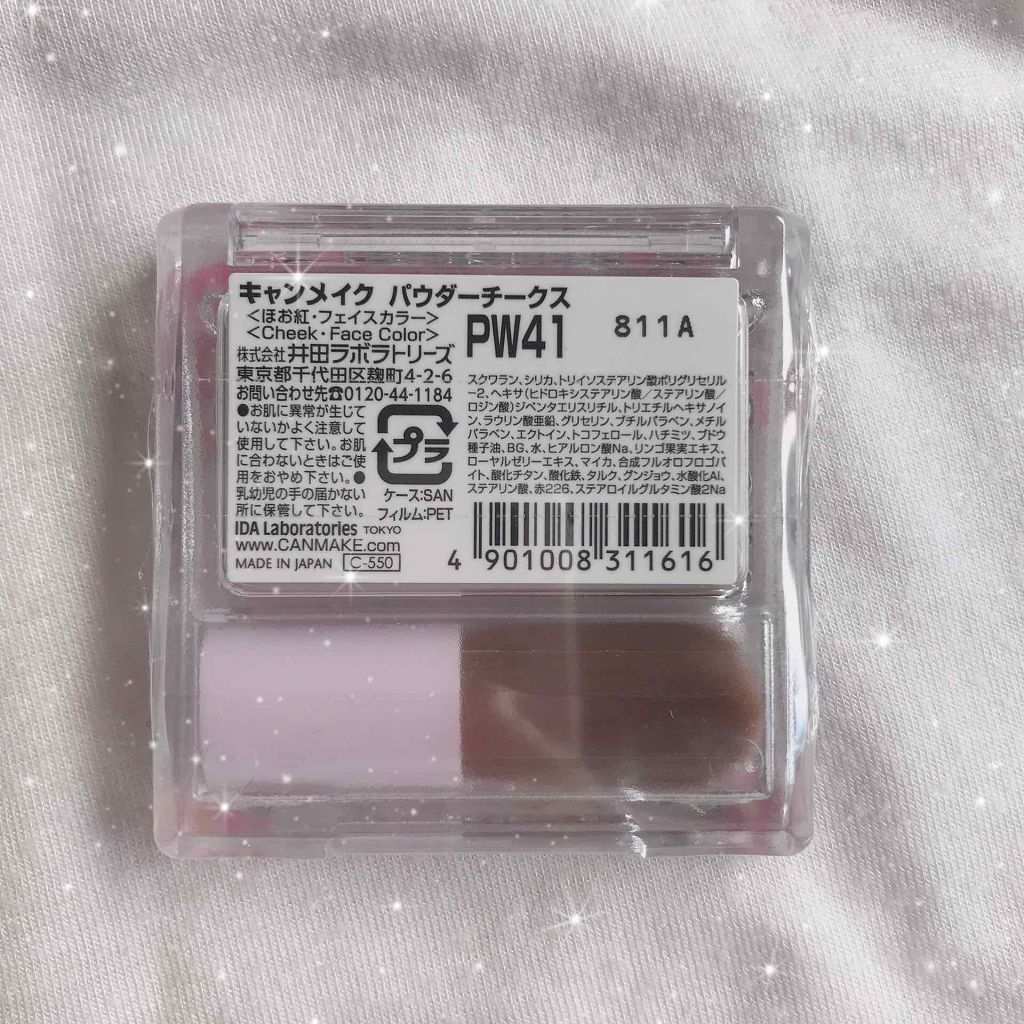 キャンメイク パウダーチークス
<ほお紅・フェイスカラー>
<Cheek・Face Color>
PW41
811A
株式会社 井田ラボラトリーズ
東京都千代田区麹町4-2-6
お問い合わせ先☎0120-44-1184
●お肌に異常が生じて
いないかよく注意して
使用して下さい。お肌
に合わないときはご使
用をおやめ下さい。●
乳幼児の手の届かない
所に保管して下さい。
プラ
ケース:SAN
フィルム:PET
IDA Laboratories TOKYO
www.CANMAKE.com
MADE IN JAPAN C-550
スクワラン、シリカ、トリイソステアリン酸ポリグリセリル
-2、ヘキサ(ヒドロキシステアリン酸/ステアリン酸/
ロジン酸)ジペンタエリスリチル、トリエチルヘキサノイ
ン、ラウリン酸亜鉛、グリセリン、ブチルパラベン、メチル
パラベン、エクトイン、トコフェロール、ハチミツ、ブドウ
種子油、BG、水、ヒアルロン酸Na、リンゴ果実エキス、
ローヤルゼリーエキス、マイカ、合成フルオロフロゴパ
イト、酸化チタン、酸化鉄、タルク、グンジョウ、水酸化Al、
ステアリン酸、赤226、ステアロイルグルタミン酸2Na
4 901008 311616